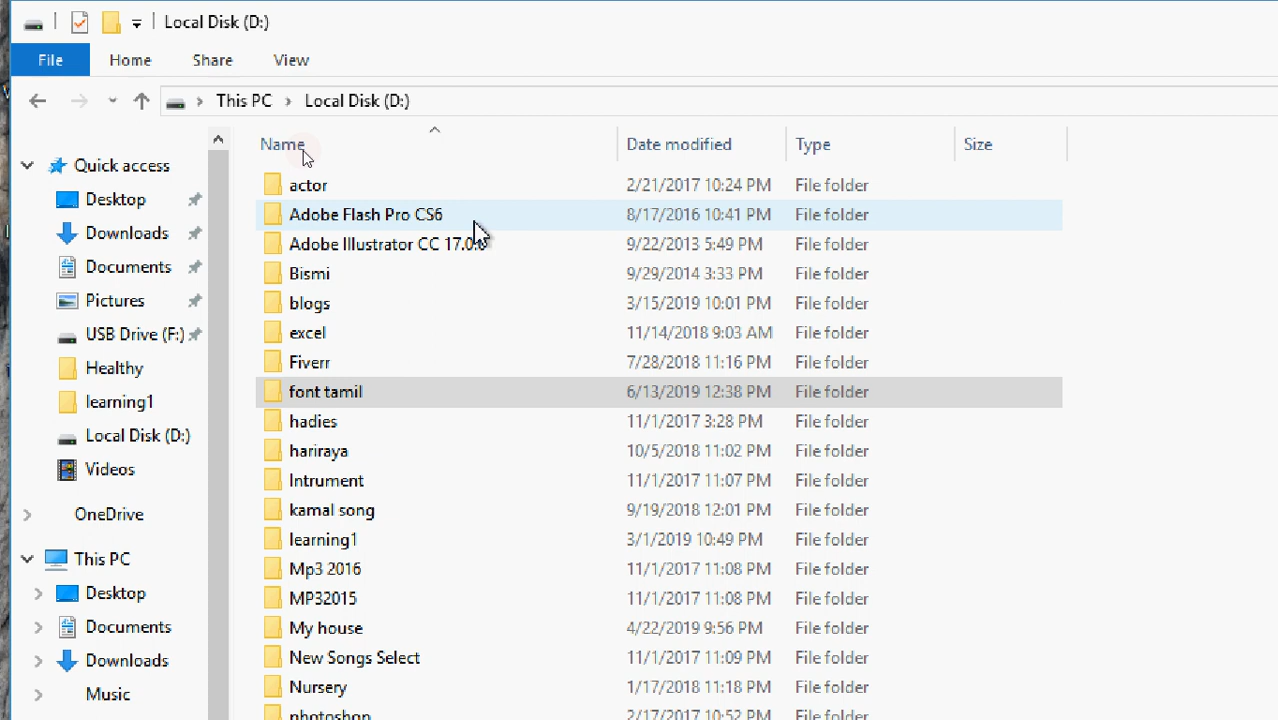 Local Disk (D:)
File Home Share View
This PC Local Disk (D:)
Name Date modified Type Size
Quick access
Desktop
Downloads
Documents
Pictures
USB Drive (F:)
Healthy
learning1
Local Disk (D:)
Videos
OneDrive
This PC
Desktop
Documents
Downloads
Music
actor 2/21/2017 10:24 PM File folder
Adobe Flash Pro CS6 8/17/2016 10:41 PM File folder
Adobe Illustrator CC 17.0.0 9/22/2013 5:49 PM File folder
Bismi 9/29/2014 3:33 PM File folder
blogs 3/15/2019 10:01 PM File folder
excel 11/14/2018 9:03 AM File folder
Fiverr 7/28/2018 11:16 PM File folder
font tamil 6/13/2019 12:38 PM File folder
hadies 11/1/2017 3:28 PM File folder
hariraya 10/5/2018 11:02 PM File folder
Intrument 11/1/2017 11:07 PM File folder
kamal song 9/19/2018 12:01 PM File folder
learning1 3/1/2019 10:49 PM File folder
Mp3 2016 11/1/2017 11:08 PM File folder
MP32015 11/1/2017 11:08 PM File folder
My house 4/22/2019 9:56 PM File folder
New Songs Select 11/1/2017 11:09 PM File folder
Nursery 1/17/2018 11:18 PM File folder
photoshop 2/17/2017 10:52 PM File folder